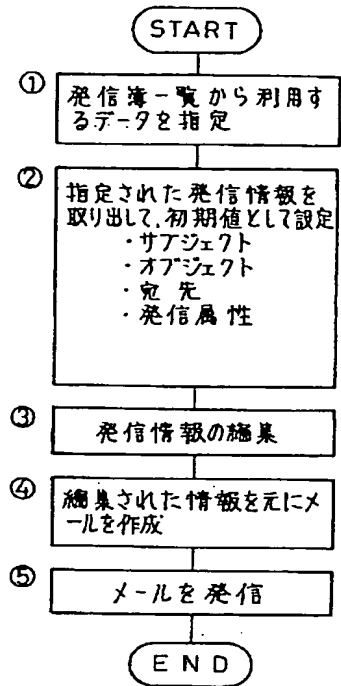 START
①
発信簿一覧から利用す
るデータを指定
②
指定された発信情報を
取り出して、初期値として設定
・サブジェクト
・オブジェクト
・宛先
・発信属性
③
発信情報の編集
④
編集された情報を元にメ
ールを作成
⑤
メールを発信
END